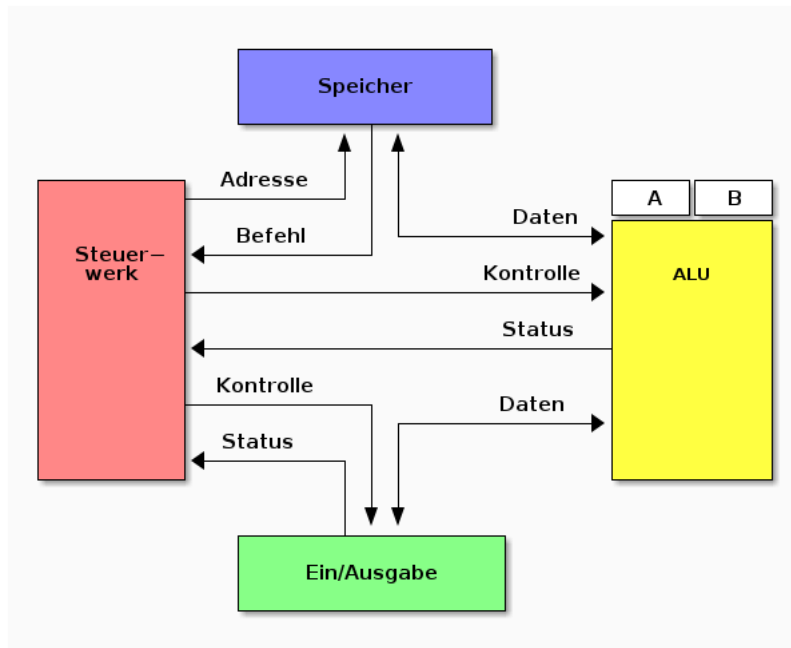 Speicher
Adresse
A
B
Daten
Befehl
Steuer–
werk
Kontrolle
ALU
Status
Kontrolle
Daten
Status
Ein/Ausgabe